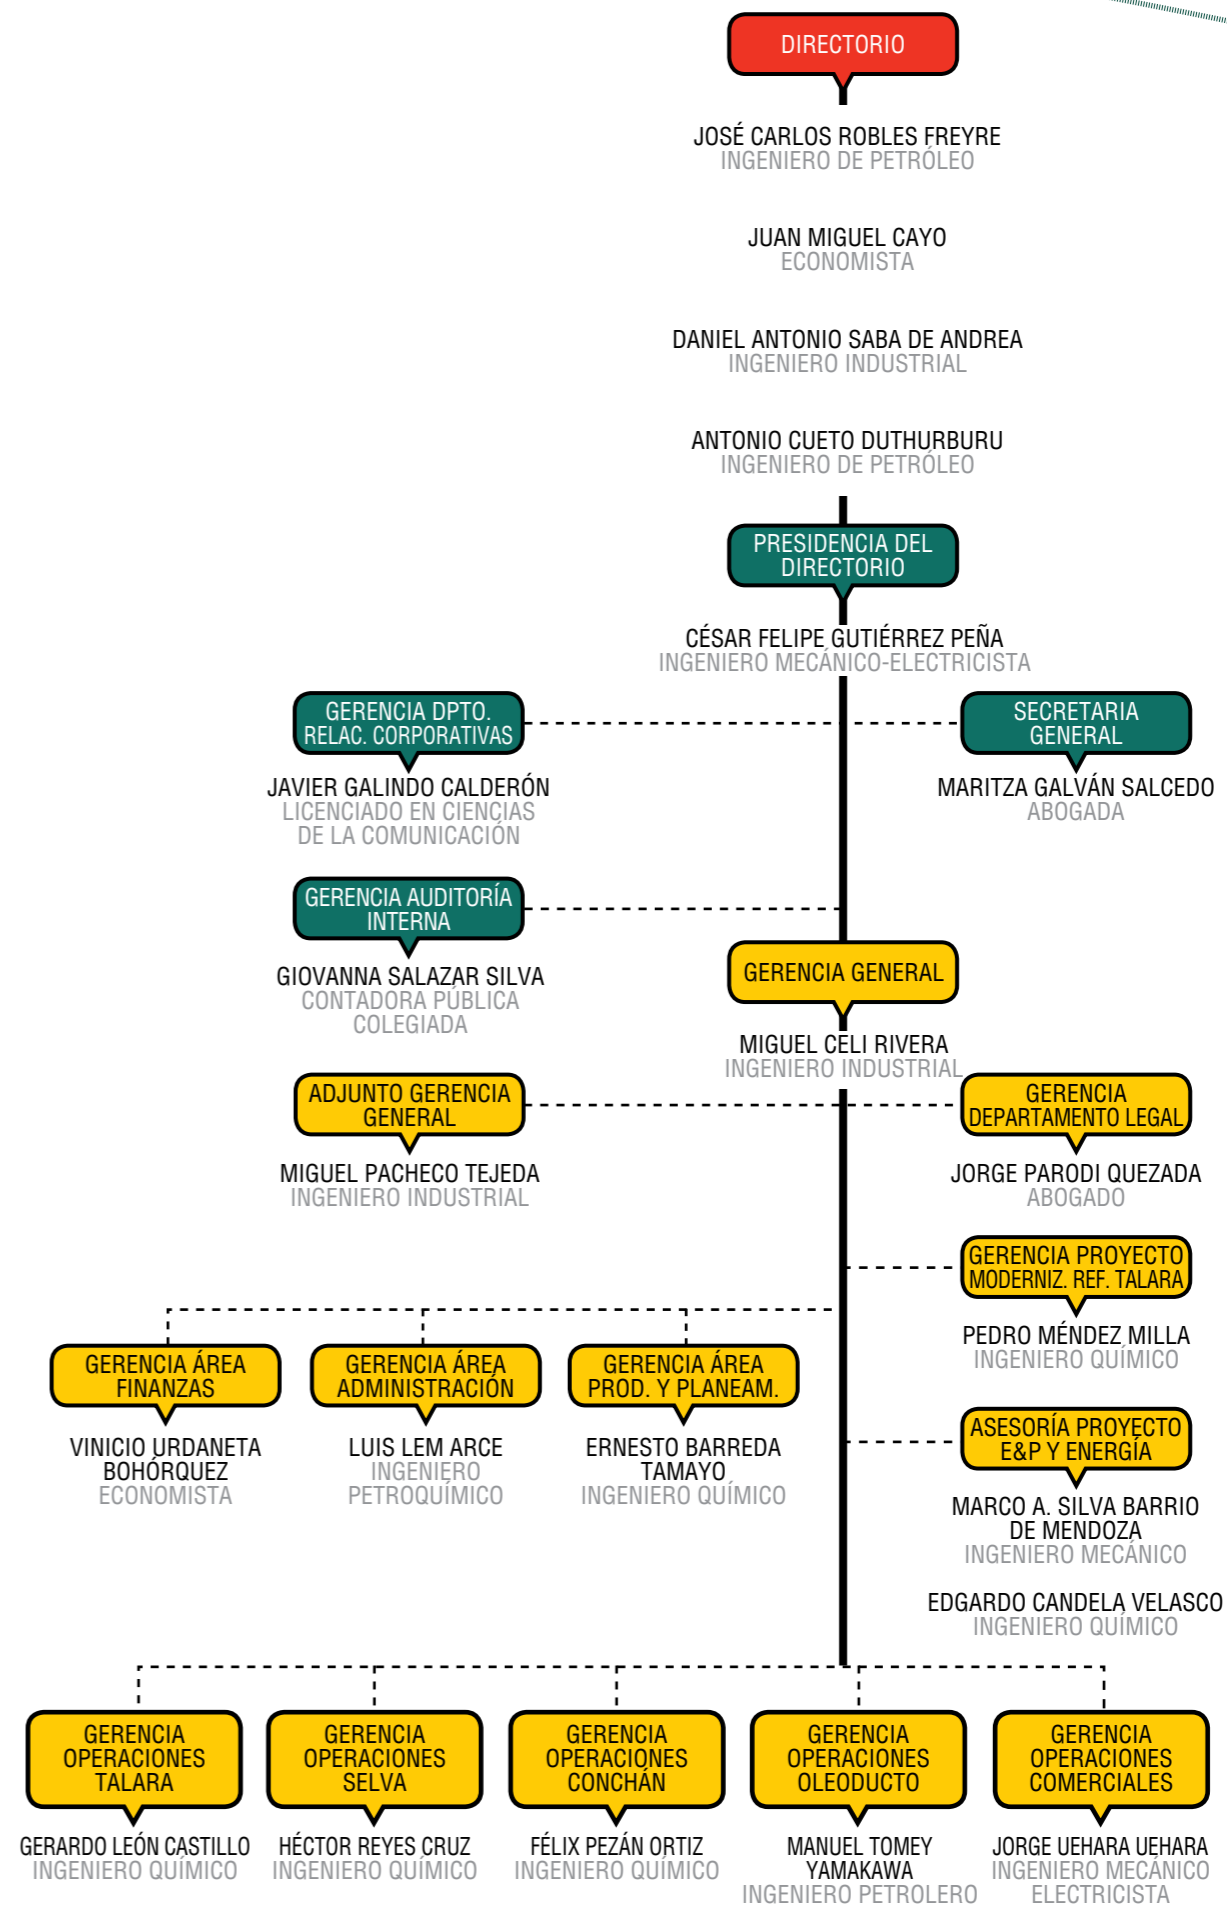 DIRECTORIO
JOSÉ CARLOS ROBLES FREYRE
INGENIERO DE PETRÓLEO
JUAN MIGUEL CAYO
ECONOMISTA
DANIEL ANTONIO SABA DE ANDREA
INGENIERO INDUSTRIAL
ANTONIO CUETO DUTHURBURU
INGENIERO DE PETRÓLEO
PRESIDENCIA DEL
DIRECTORIO
CÉSAR FELIPE GUTIÉRREZ PEÑA
INGENIERO MECÁNICO-ELECTRICISTA
GERENCIA DPTO.
RELAC. CORPORATIVAS
JAVIER GALINDO CALDERÓN
LICENCIADO EN CIENCIAS
DE LA COMUNICACIÓN
SECRETARIA
GENERAL
MARITZA GALVÁN SALCEDO
ABOGADA
GERENCIA AUDITORÍA
INTERNA
GIOVANNA SALAZAR SILVA
CONTADORA PÚBLICA
COLEGIADA
GERENCIA GENERAL
MIGUEL CELI RIVERA
INGENIERO INDUSTRIAL
ADJUNTO GERENCIA
GENERAL
MIGUEL PACHECO TEJEDA
INGENIERO INDUSTRIAL
GERENCIA
DEPARTAMENTO LEGAL
JORGE PARODI QUEZADA
ABOGADO
GERENCIA PROYECTO
MODERNIZ. REF. TALARA
PEDRO MÉNDEZ MILLA
INGENIERO QUÍMICO
GERENCIA ÁREA
FINANZAS
VINICIO URDANETA
BOHÓRQUEZ
ECONOMISTA
GERENCIA ÁREA
ADMINISTRACIÓN
LUIS LEM ARCE
INGENIERO
PETROQUÍMICO
GERENCIA ÁREA
PROD. Y PLANEAM.
ERNESTO BARREDA
TAMAYO
INGENIERO QUÍMICO
ASESORÍA PROYECTO
E&P Y ENERGÍA
MARCO A. SILVA BARRIO
DE MENDOZA
INGENIERO MECÁNICO
EDGARDO CANDELA VELASCO
INGENIERO QUÍMICO
GERENCIA
OPERACIONES
TALARA
GERARDO LEÓN CASTILLO
INGENIERO QUÍMICO
GERENCIA
OPERACIONES
SELVA
HÉCTOR REYES CRUZ
INGENIERO QUÍMICO
GERENCIA
OPERACIONES
CONCHÁN
FÉLIX PEZÁN ORTIZ
INGENIERO QUÍMICO
GERENCIA
OPERACIONES
OLEODUCTO
MANUEL TOMEY
YAMAKAWA
INGENIERO PETROLERO
GERENCIA
OPERACIONES
COMERCIALES
JORGE UEHARA UEHARA
INGENIERO MECÁNICO
ELECTRICISTA